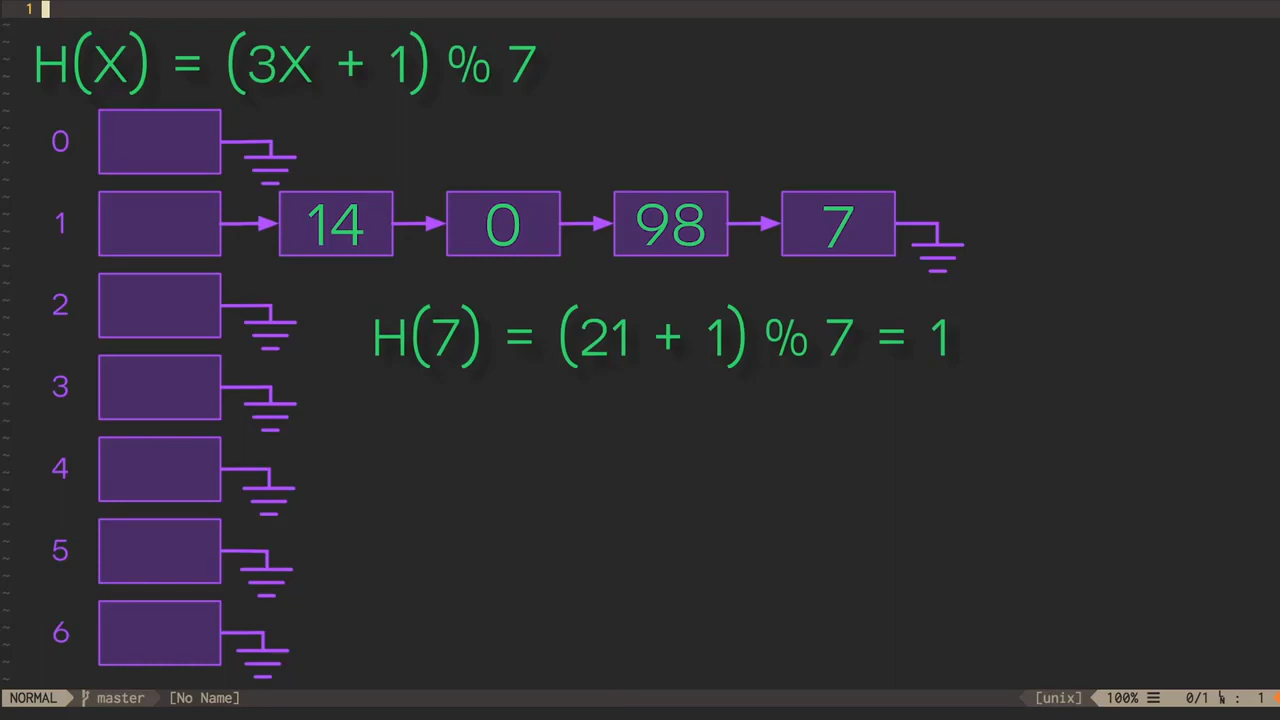 1
H(X) = (3X + 1) % 7
0
1 14 0 98 7
2
H(7) = (21 + 1) % 7 = 1
3
4
5
6
NORMAL master [No Name] [unix] 100% ☰ 0/1 ㏑ : 1